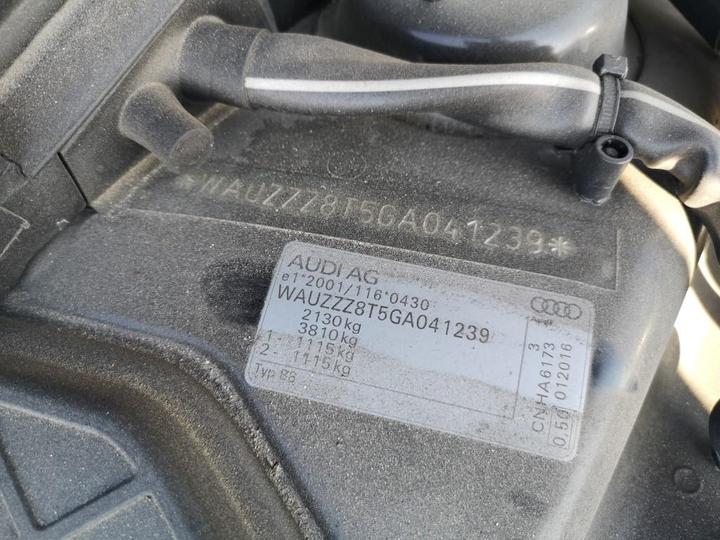 *WAUZZZ8T5GA041239*
AUDI AG
e1*2001/116*0430
WAUZZZ8T5GA041239
2130kg
3810kg
1- 1115kg
2- 1115kg
Typ B8
Audi
3
CNHA6173
0.50 012016